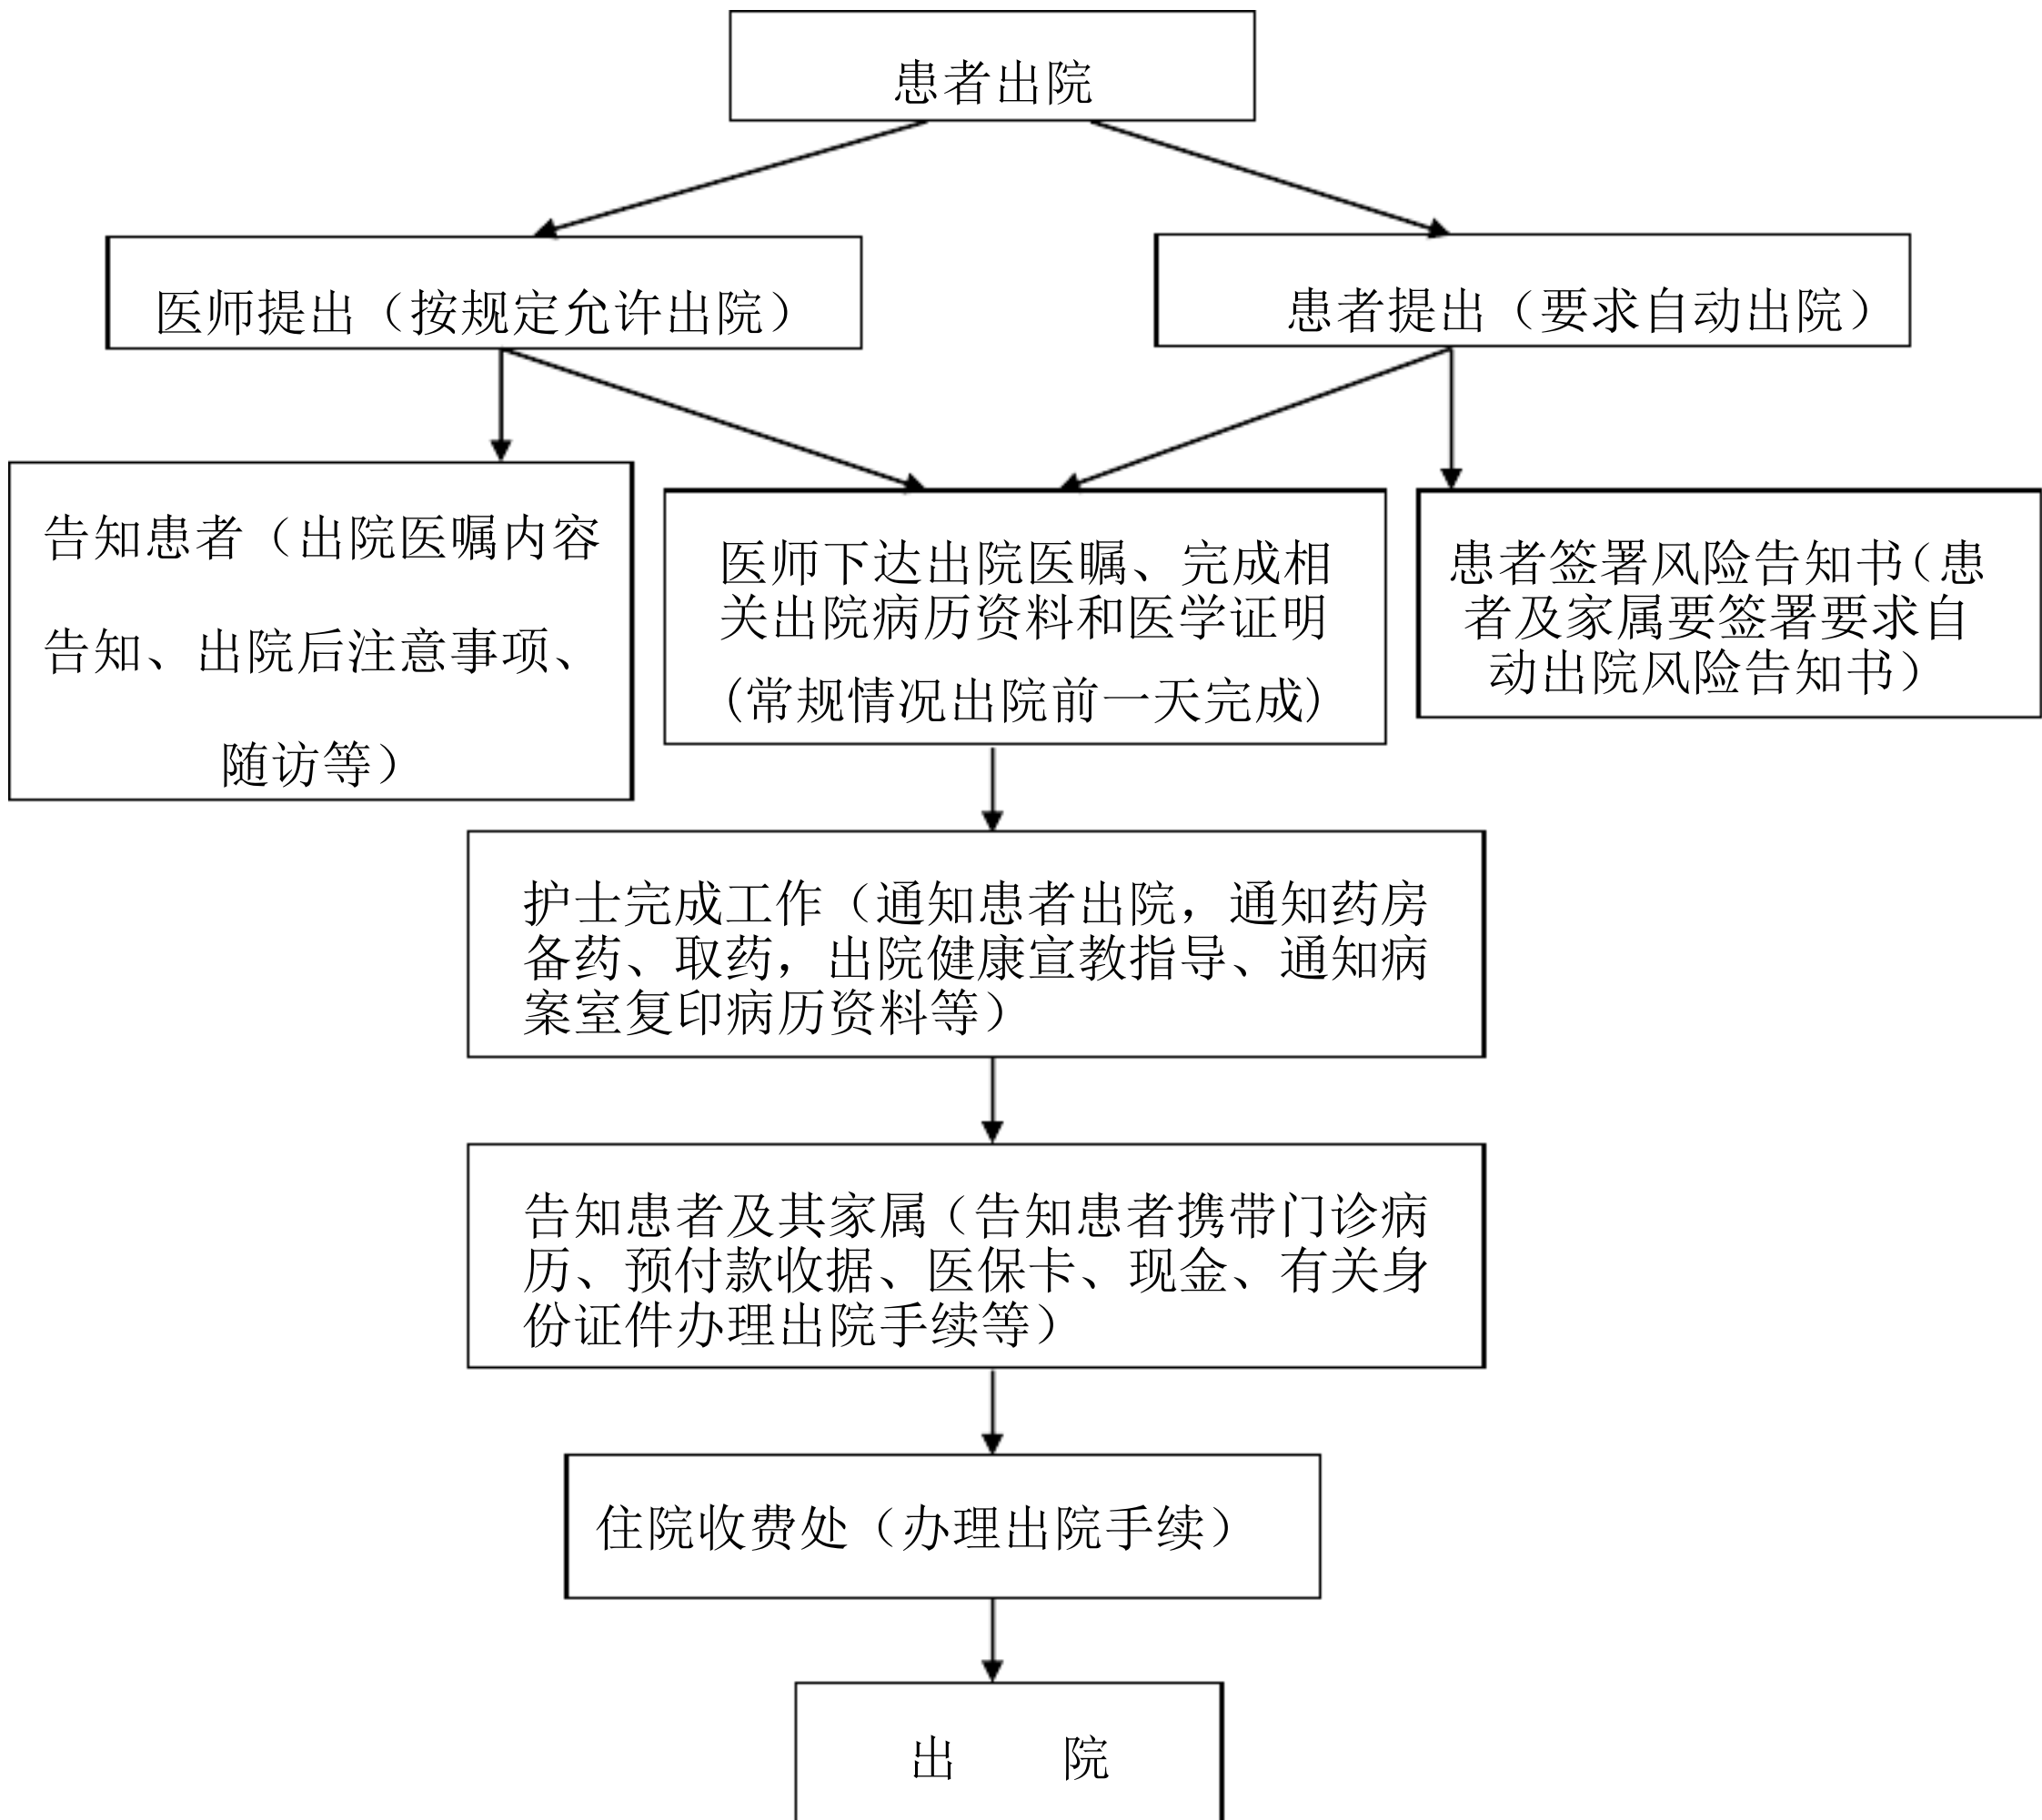 患者出院
医师提出（按规定允许出院）
患者提出（要求自动出院）
告知患者（出院医嘱内容
告知、出院后注意事项、
随访等）
医师下达出院医瞩、完成相
关出院病历资料和医学证明
(常规情况出院前一天完成)
患者签署风险告知书(患
者及家属要签署要求自
动出院风险告知书）
护士完成工作（通知患者出院，通知药房
备药、取药，出院健康宣教指导、通知病
案室复印病历资料等）
告知患者及其家属（告知患者携带门诊病
历、预付款收据、医保卡、现金、有关身
份证件办理出院手续等）
住院收费处（办理出院手续）
出 院